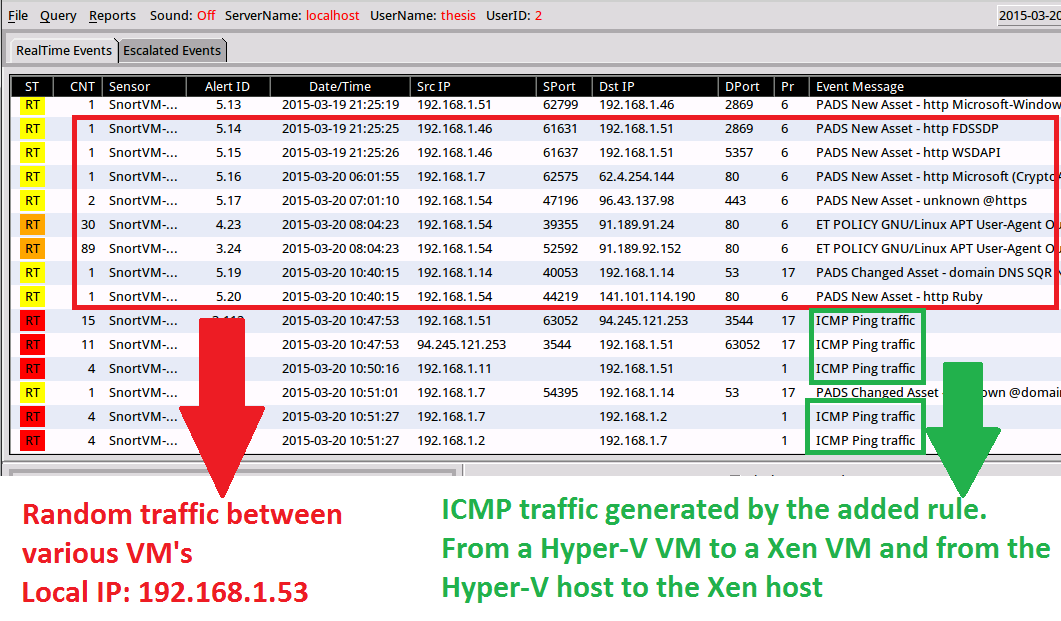 File Query Reports Sound: Off ServerName: localhost UserName: thesis UserID: 2 2015-03-20
RealTime Events Escalated Events
ST CNT Sensor Alert ID Date/Time Src IP SPort Dst IP DPort Pr Event Message
RT 1 SnortVM-... 5.13 2015-03-19 21:25:19 192.168.1.51 62799 192.168.1.46 2869 6 PADS New Asset - http Microsoft-Window
RT 1 SnortVM-... 5.14 2015-03-19 21:25:25 192.168.1.46 61631 192.168.1.51 2869 6 PADS New Asset - http FDSSDP
RT 1 SnortVM-... 5.15 2015-03-19 21:25:26 192.168.1.46 61637 192.168.1.51 5357 6 PADS New Asset - http WSDAPI
RT 1 SnortVM-... 5.16 2015-03-20 06:01:55 192.168.1.7 62575 62.4.254.144 80 6 PADS New Asset - http Microsoft (Crypto
RT 2 SnortVM-... 5.17 2015-03-20 07:01:10 192.168.1.54 47196 96.43.137.98 443 6 PADS New Asset - unknown @https
RT 30 SnortVM-... 4.23 2015-03-20 08:04:23 192.168.1.54 39355 91.189.91.24 80 6 ET POLICY GNU/Linux APT User-Agent Ou
RT 89 SnortVM-... 3.24 2015-03-20 08:04:23 192.168.1.54 52592 91.189.92.152 80 6 ET POLICY GNU/Linux APT User-Agent Ou
RT 1 SnortVM-... 5.19 2015-03-20 10:40:15 192.168.1.14 40053 192.168.1.14 53 17 PADS Changed Asset - domain DNS SQR
RT 1 SnortVM-... 5.20 2015-03-20 10:40:15 192.168.1.54 44219 141.101.114.190 80 6 PADS New Asset - http Ruby
RT 15 SnortVM-... 2015-03-20 10:47:53 192.168.1.51 63052 94.245.121.253 3544 17 ICMP Ping traffic
RT 11 SnortVM-... 2015-03-20 10:47:53 94.245.121.253 3544 192.168.1.51 63052 17 ICMP Ping traffic
RT 4 SnortVM-... 2015-03-20 10:50:16 192.168.1.11 192.168.1.51 1 ICMP Ping traffic
RT 1 SnortVM-... 2015-03-20 10:51:01 192.168.1.7 54395 192.168.1.14 53 17 PADS Changed Asset @domai
RT 4 SnortVM-... 2015-03-20 10:51:27 192.168.1.7 192.168.1.2 1 ICMP Ping traffic
RT 4 SnortVM-... 2015-03-20 10:51:27 192.168.1.2 192.168.1.7 1 ICMP Ping traffic
Random traffic between
various VM's
Local IP: 192.168.1.53
ICMP traffic generated by the added rule.
From a Hyper-V VM to a Xen VM and from the
Hyper-V host to the Xen host